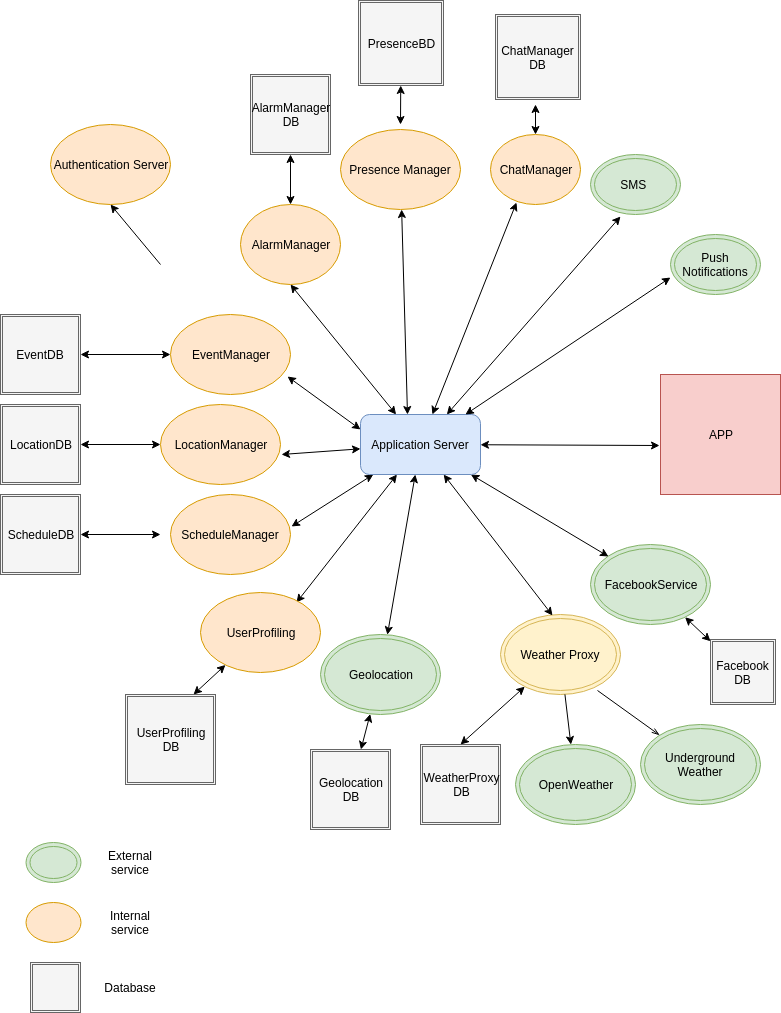 PresenceBD
ChatManager
DB
AlarmManager
DB
Authentication Server
Presence Manager
ChatManager
SMS
AlarmManager
Push
Notifications
EventDB
EventManager
LocationDB
LocationManager
Application Server
APP
ScheduleDB
ScheduleManager
FacebookService
UserProfiling
Weather Proxy
Geolocation
Facebook
DB
UserProfiling
DB
Geolocation
DB
WeatherProxy
DB
OpenWeather
Underground
Weather
External
service
Internal
service
Database